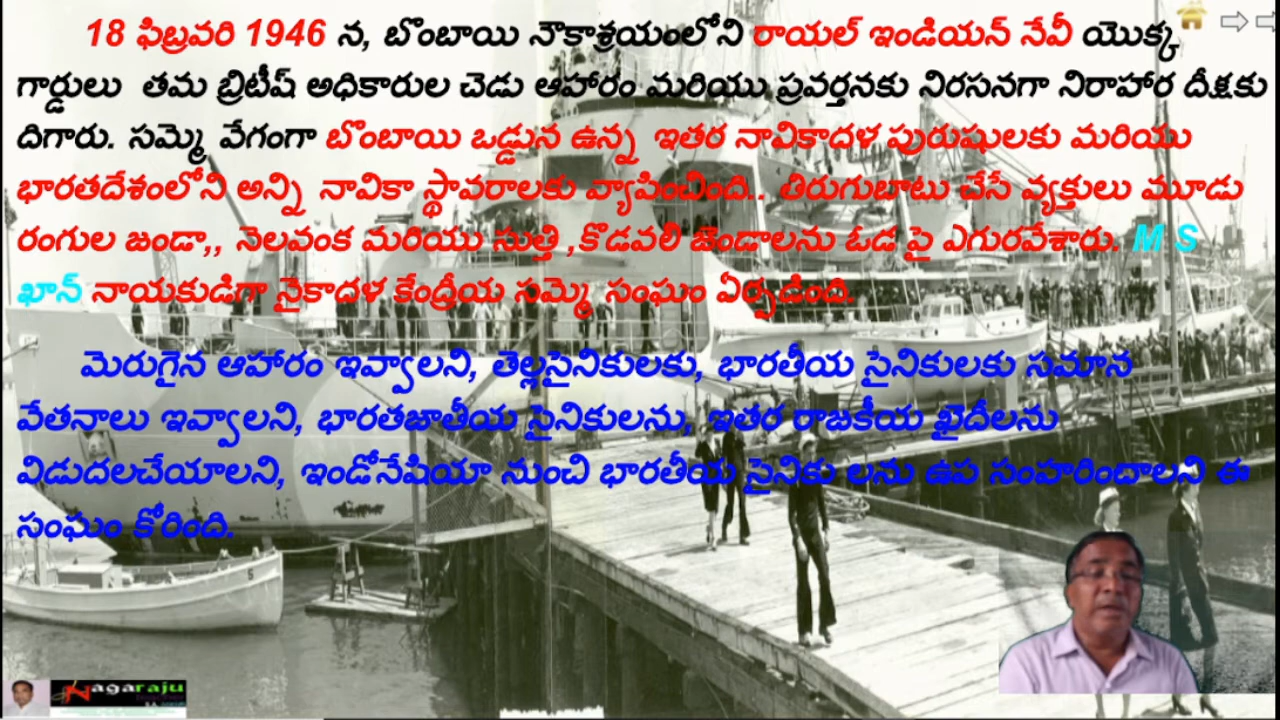 18 ఫిబ్రవరి 1946 న, బొంబాయి నౌకాశ్రయంలోని రాయల్ ఇండియన్ నేవీ యొక్క
గార్డులు తమ బ్రిటీష్ అధికారుల చెడు ఆహారం మరియు ప్రవర్తనకు నిరసనగా నిరాహార దీక్షకు
దిగారు. సమ్మె వేగంగా బొంబాయి ఒడ్డున ఉన్న ఇతర నావికాదళ పురుషులకు మరియు
భారతదేశంలోని అన్ని నావికా స్థావరాలకు వ్యాపించింది.. తిరుగుబాటు చేసే వ్యక్తులు మూడు
రంగుల జండా,, నెలవంక మరియు సుత్తి ,కొడవలి జెండాలను ఓడ పై ఎగురవేశారు. M S
ఖాన్ నాయకుడిగా నైకాదళ కేంద్రీయ సమ్మె సంఘం ఏర్పడింది.
మెరుగైన ఆహారం ఇవ్వాలని, తెల్లసైనికులకు, భారతీయ సైనికులకు సమాన
వేతనాలు ఇవ్వాలని, భారతజాతీయ సైనికులను, ఇతర రాజకీయ ఖైదీలను
విడుదలచేయాలని, ఇండోనేషియా నుంచి భారతీయ సైనికు లను ఉప సంహరించాలని ఈ
సంఘం కోరింది.
Nagaraju